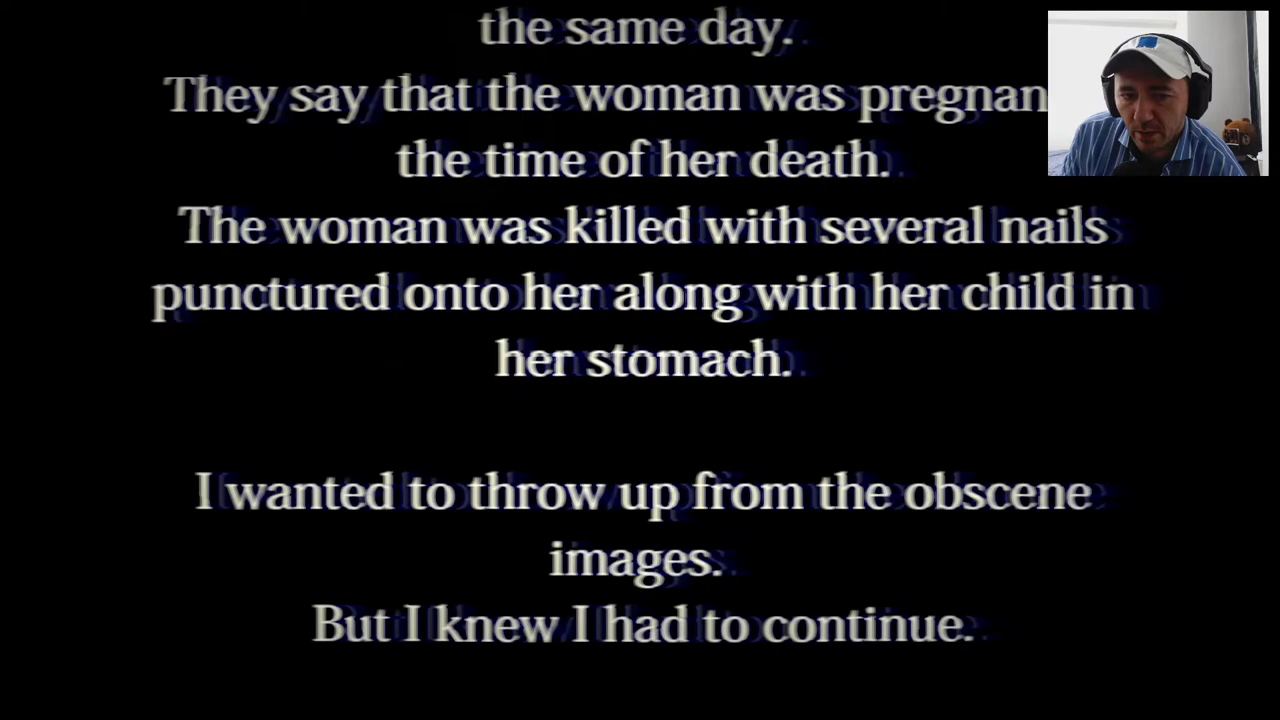 the same day.
They say that the woman was
the time of her death.
The woman was killed with several nails
punctured onto her along with her child in
her stomach.
I wanted to throw up from the obscene
images.
But I knew I had to continue.